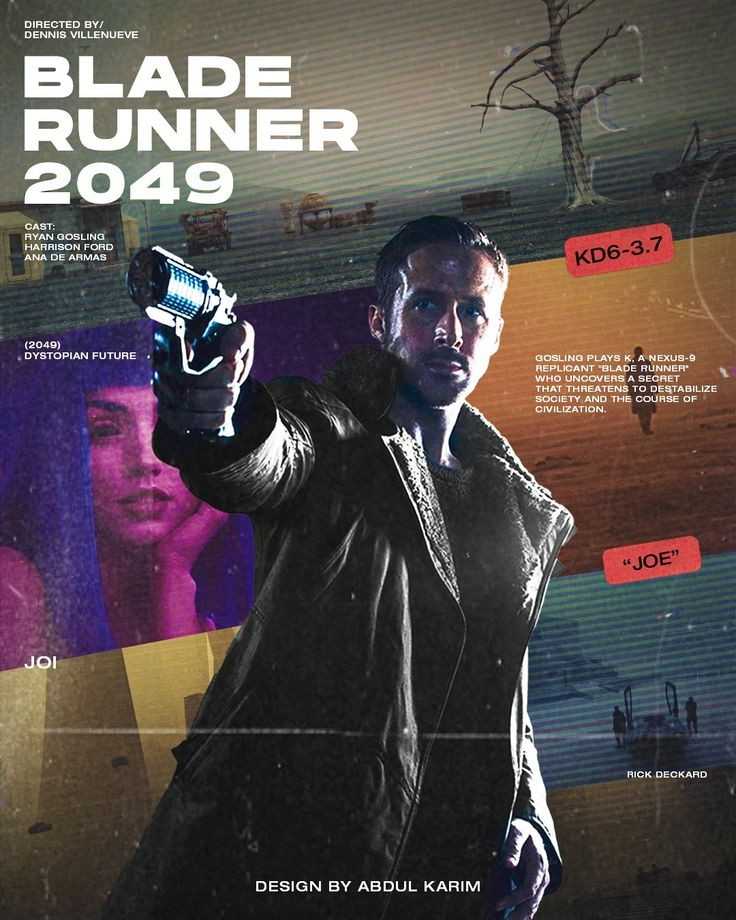 DIRECTED BY/
DENNIS VILLENUEVE
BLADE
RUNNER
2049
CAST:
RYAN GOSLING
HARRISON FORD
ANA DE ARMAS
KD6-3.7
(2049)
DYSTOPIAN FUTURE
GOSLING PLAYS K, A NEXUS-9
REPLICANT "BLADE RUNNER"
WHO UNCOVERS A SECRET
THAT THREATENS TO DESTABILIZE
SOCIETY AND THE COURSE OF
CIVILIZATION.
“JOE”
JOI
RICK DECKARD
DESIGN BY ABDUL KARIM